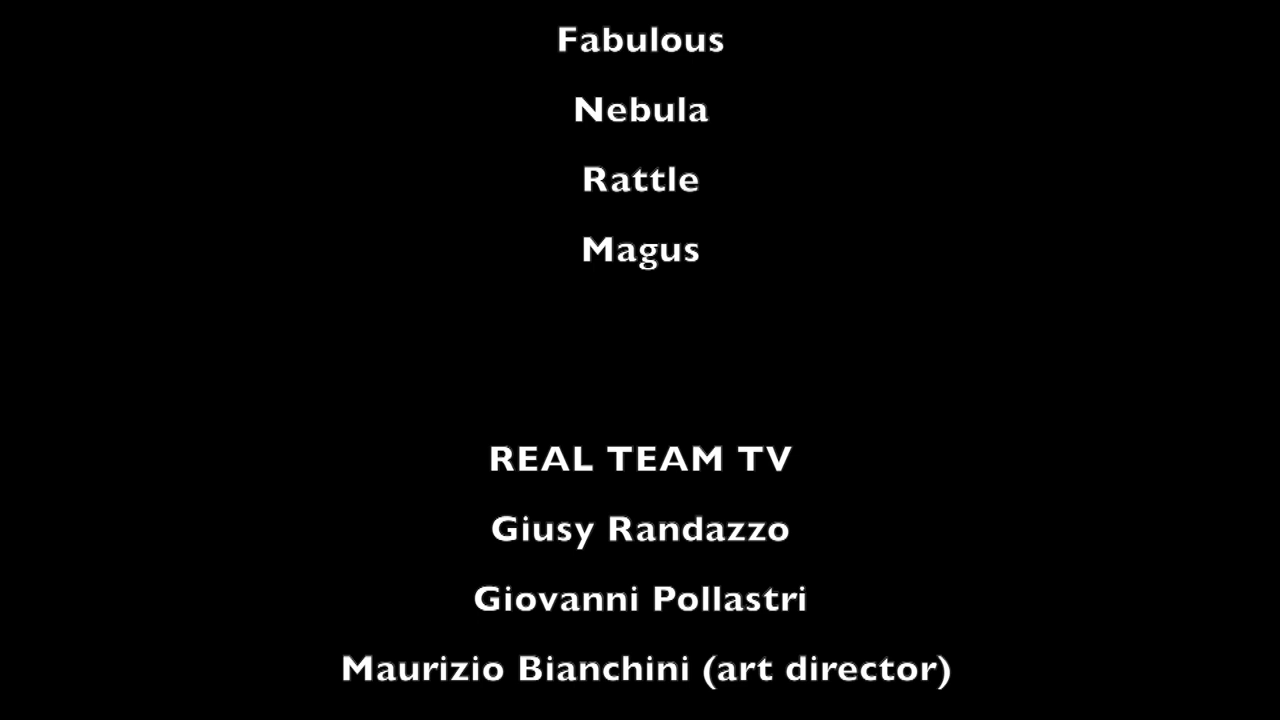 Fabulous
Nebula
Rattle
Magus
REAL TEAM TV
Giusy Randazzo
Giovanni Pollastri
Maurizio Bianchini (art director)